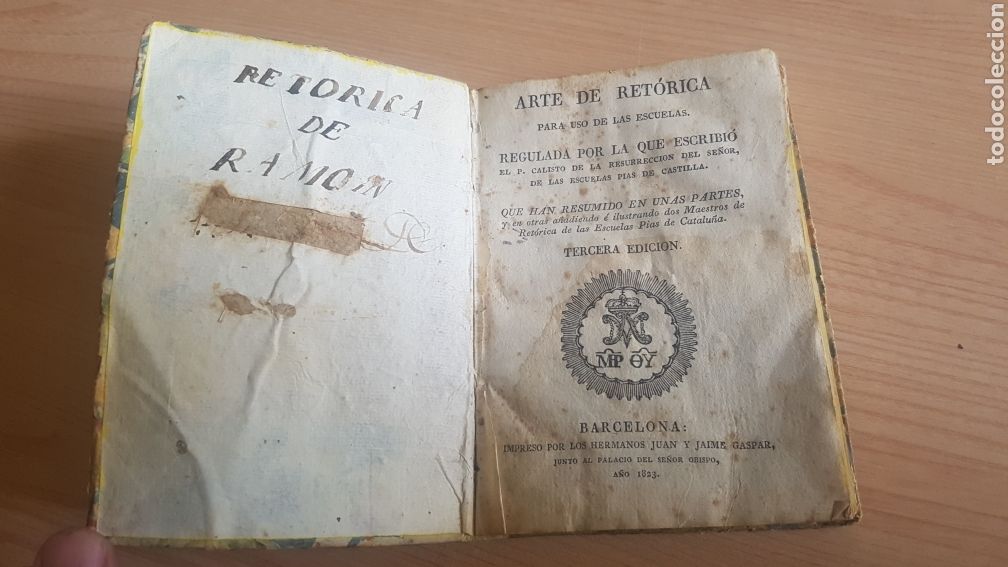 RETORICA
DE
RAMON
ARTE DE RETÓRICA
PARA USO DE LAS ESCUELAS.
REGULADA POR LA QUE ESCRIBIÓ
EL P. CALISTO DE LA RESURRECCION DEL SEÑOR,
DE LAS ESCUELAS PIAS DE CASTILLA.
QUE HAN RESUMIDO EN UNAS PARTES,
y en otras añadiendo é ilustrando dos Maestros de
Retórica de las Escuelas Pias de Cataluña.
TERCERA EDICION.
MP ΘY
BARCELONA:
IMPRESO POR LOS HERMANOS JUAN Y JAIME GASPAR,
JUNTO AL PALACIO DEL SEÑOR OBISPO,
AÑO 1823.
todocoleccion